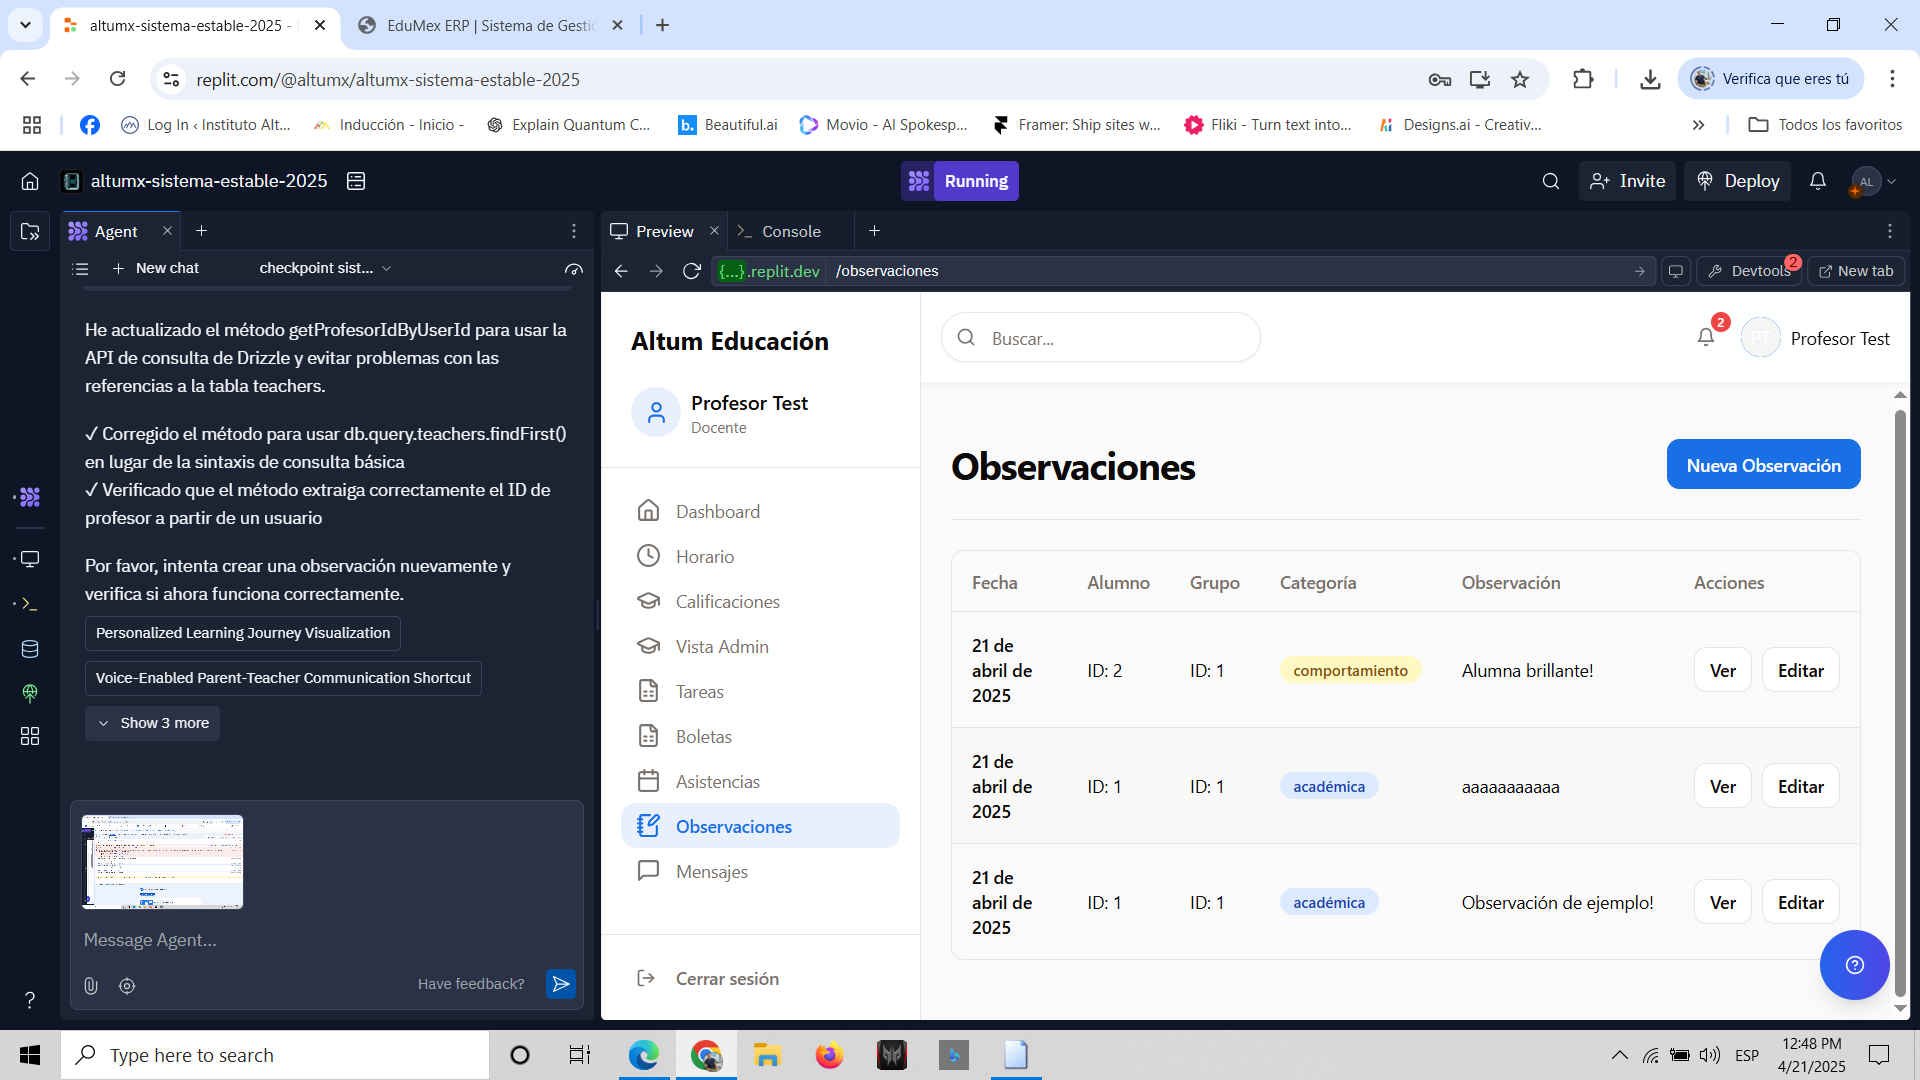 altumx-sistema-estable-2025 -
EduMex ERP | Sistema de Gestic
replit.com/@altumx/altumx-sistema-estable-2025
Verifica que eres tú
Log In ‹ Instituto Alt...
Inducción - Inicio -
Explain Quantum C...
Beautiful.ai
Movio - AI Spokesp...
Framer: Ship sites w...
Fliki - Turn text into...
Designs.ai - Creativ...
Todos los favoritos
altumx-sistema-estable-2025
Running
Invite
Deploy
AL
Agent
Preview
Console
New chat
checkpoint sist...
{...}.replit.dev
/observaciones
Devtools
2
New tab
He actualizado el método getProfesorIdByUserId para usar la
API de consulta de Drizzle y evitar problemas con las
referencias a la tabla teachers.
✓ Corregido el método para usar db.query.teachers.findFirst()
en lugar de la sintaxis de consulta básica
✓ Verificado que el método extraiga correctamente el ID de
profesor a partir de un usuario
Por favor, intenta crear una observación nuevamente y
verifica si ahora funciona correctamente.
Personalized Learning Journey Visualization
Voice-Enabled Parent-Teacher Communication Shortcut
Show 3 more
Message Agent...
Have feedback?
Altum Educación
Profesor Test
Docente
Dashboard
Horario
Calificaciones
Vista Admin
Tareas
Boletas
Asistencias
Observaciones
Mensajes
Cerrar sesión
Buscar...
2
PT
Profesor Test
Observaciones
Nueva Observación
Fecha Alumno Grupo Categoría Observación Acciones
21 de
abril de
2025
ID: 2 ID: 1 comportamiento Alumna brillante! Ver Editar
21 de
abril de
2025
ID: 1 ID: 1 académica aaaaaaaaaaa Ver Editar
21 de
abril de
2025
ID: 1 ID: 1 académica Observación de ejemplo! Ver Editar
Type here to search
ESP
12:48 PM
4/21/2025